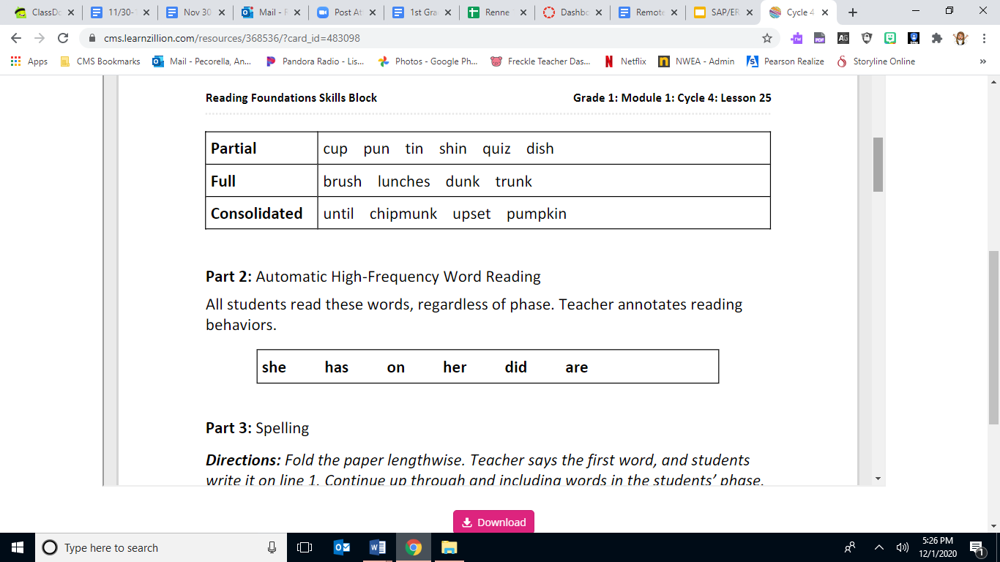 ClassDo 11/30- Nov 30 Mail - P Post At 1st Gra Renne Dashbo Remote SAP/ER Cycle 4
cms.learnzillion.com/resources/368536/?card_id=483098
Apps CMS Bookmarks Mail - Pecorella, An... Pandora Radio - Lis... Photos - Google Ph... Freckle Teacher Das... Netflix NWEA - Admin Pearson Realize Storyline Online
Reading Foundations Skills Block Grade 1: Module 1: Cycle 4: Lesson 25
Partial cup pun tin shin quiz dish
Full brush lunches dunk trunk
Consolidated until chipmunk upset pumpkin
Part 2: Automatic High-Frequency Word Reading
All students read these words, regardless of phase. Teacher annotates reading
behaviors.
she has on her did are
Part 3: Spelling
Directions: Fold the paper lengthwise. Teacher says the first word, and students
write it on line 1. Continue up through and including words in the students' phase.
Download
Type here to search
5:26 PM
12/1/2020
1